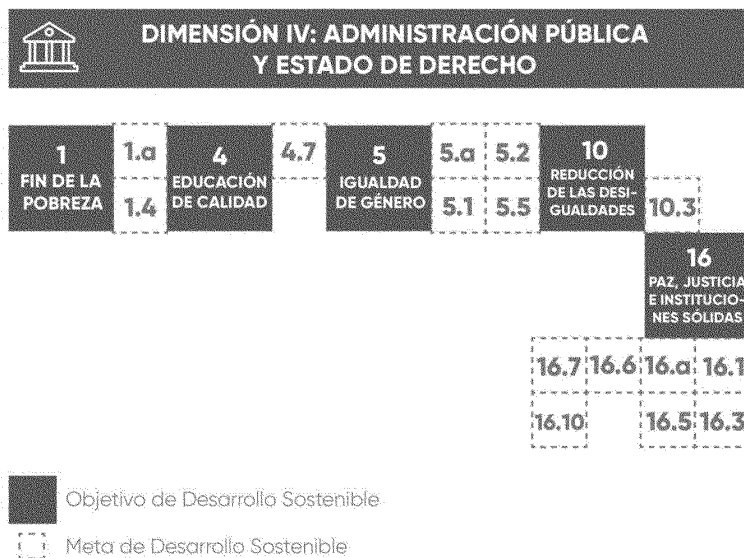 DIMENSIÓN IV: ADMINISTRACIÓN PÚBLICA
Y ESTADO DE DERECHO
1
FIN DE LA
POBREZA
1.a
1.4
4
EDUCACIÓN
DE CALIDAD
4.7
5
IGUALDAD
DE GÉNERO
5.a 5.2
5.1 5.5
10
REDUCCIÓN
DE LAS DESI-
GUALDADES
10.3
16
PAZ, JUSTICIA
E INSTITUCIO-
NES SÓLIDAS
16.7 16.6 16.a 16.1
16.10 16.5 16.3
Objetivo de Desarrollo Sostenible
Meta de Desarrollo Sostenible